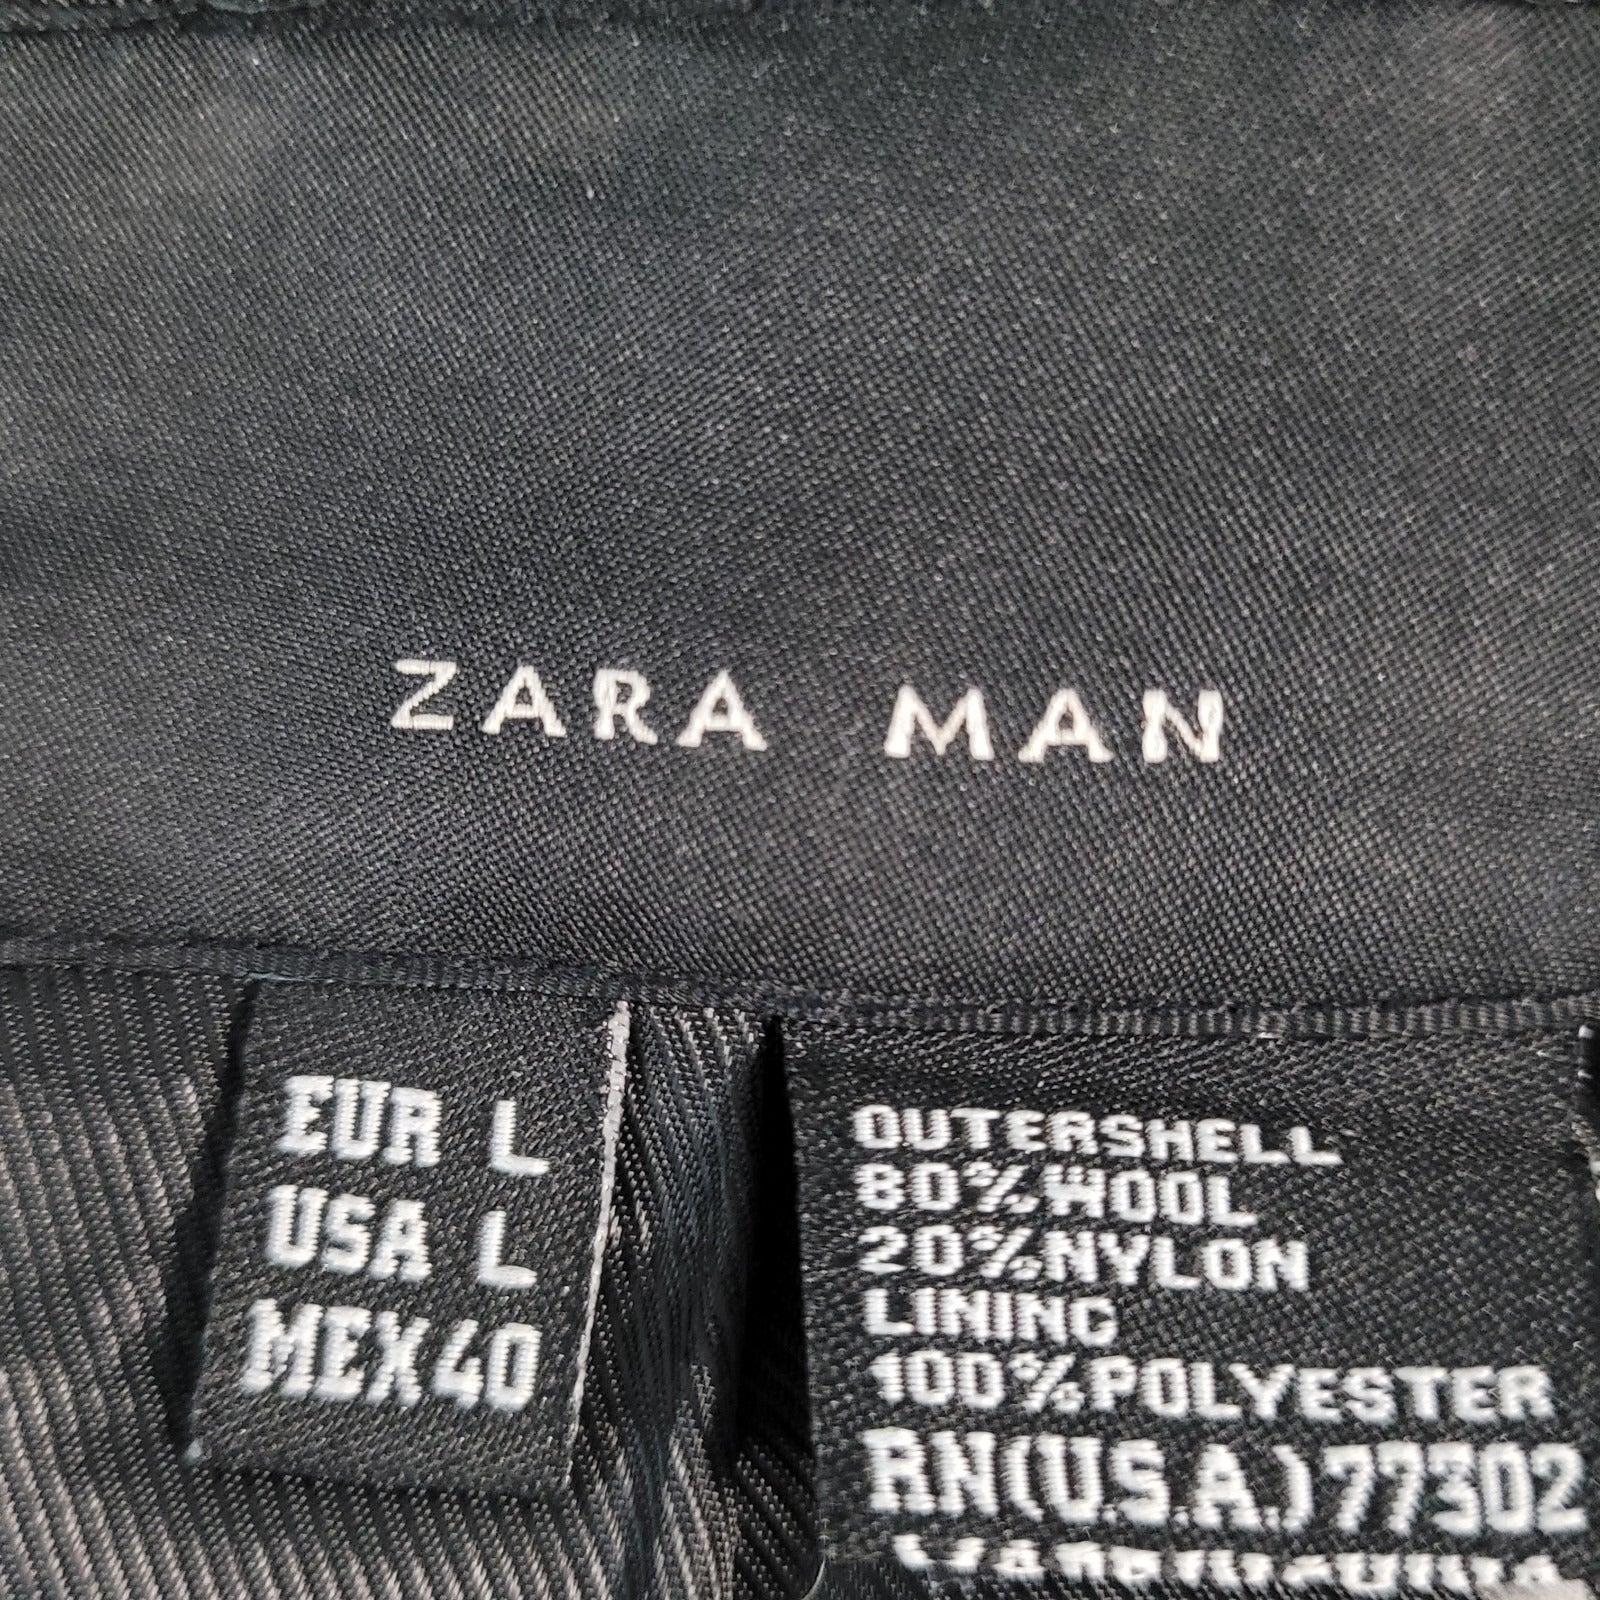 ZARA MAN
EUR L
USA L
MEX 40
OUTERSHELL
80% WOOL
20% NYLON
LINING
100% POLYESTER
RN(U.S.A.)77302